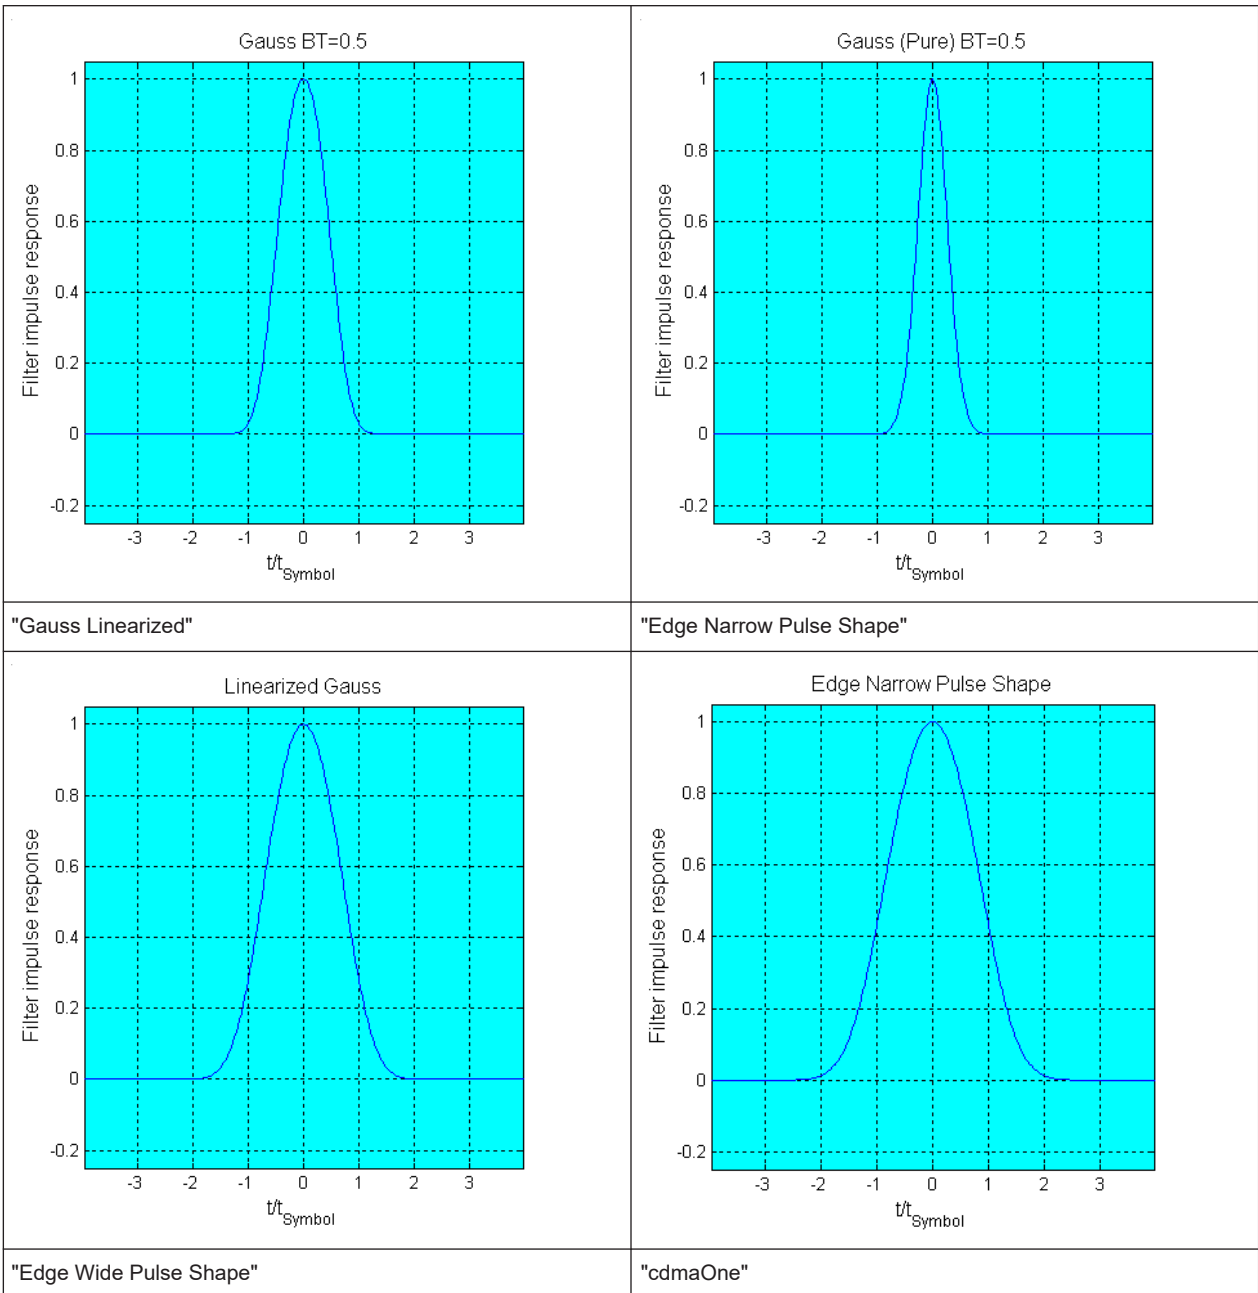 Gauss BT=0.5
1
0.8
0.6
0.4
0.2
0
-0.2
Filter impulse response
-3 -2 -1 0 1 2 3
t/tSymbol
Gauss (Pure) BT=0.5
1
0.8
0.6
0.4
0.2
0
-0.2
Filter impulse response
-3 -2 -1 0 1 2 3
t/tSymbol
"Gauss Linearized"
"Edge Narrow Pulse Shape"
Linearized Gauss
1
0.8
0.6
0.4
0.2
0
-0.2
Filter impulse response
-3 -2 -1 0 1 2 3
t/tSymbol
Edge Narrow Pulse Shape
1
0.8
0.6
0.4
0.2
0
-0.2
Filter impulse response
-3 -2 -1 0 1 2 3
t/tSymbol
"Edge Wide Pulse Shape"
"cdmaOne"